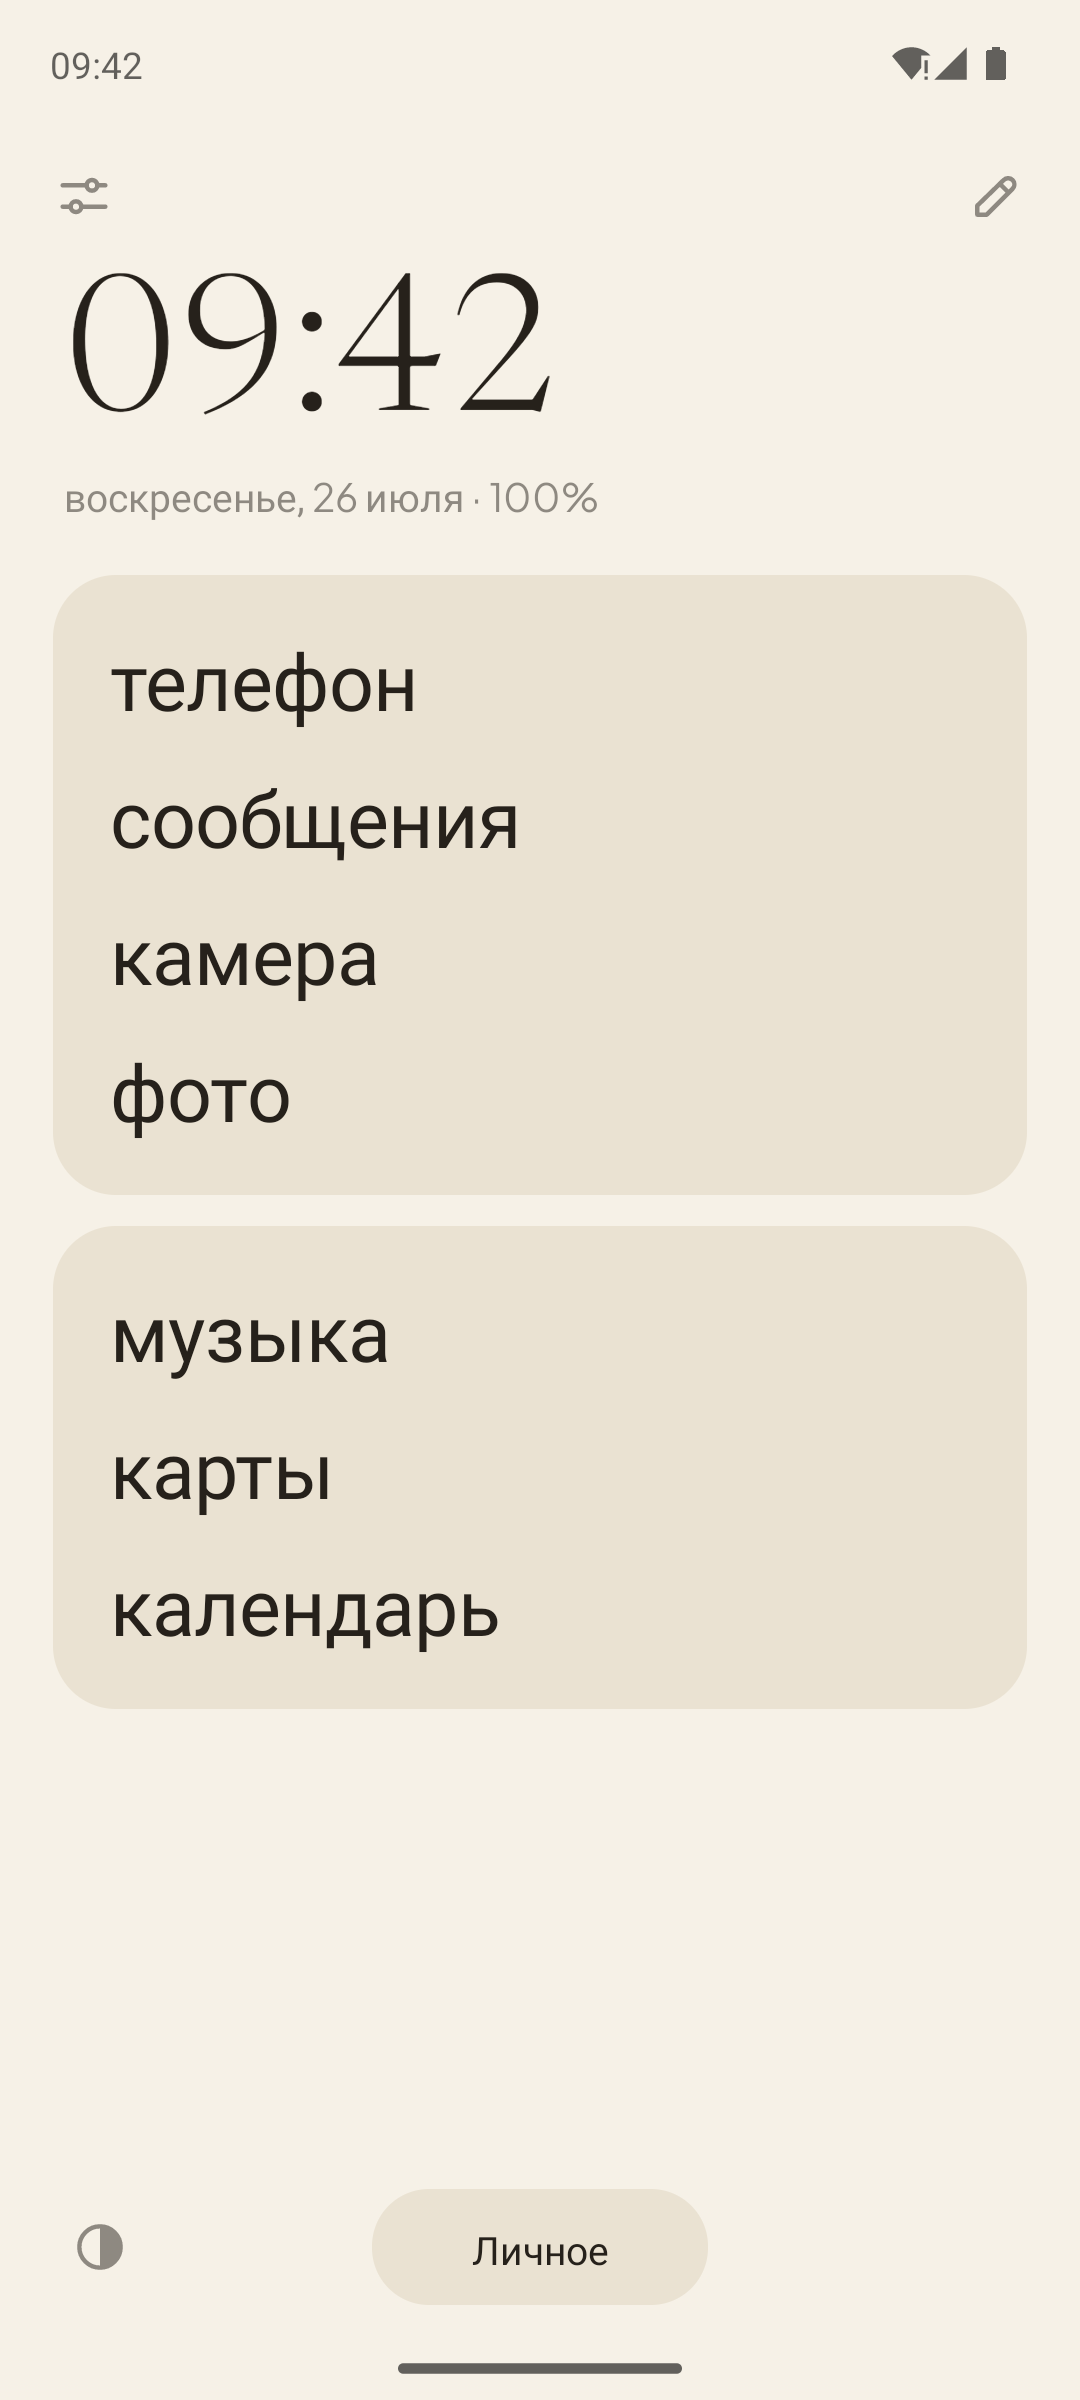 09:42
09:42
воскресенье, 26 июля · 100%
телефон
сообщения
камера
фото
музыка
карты
календарь
Личное